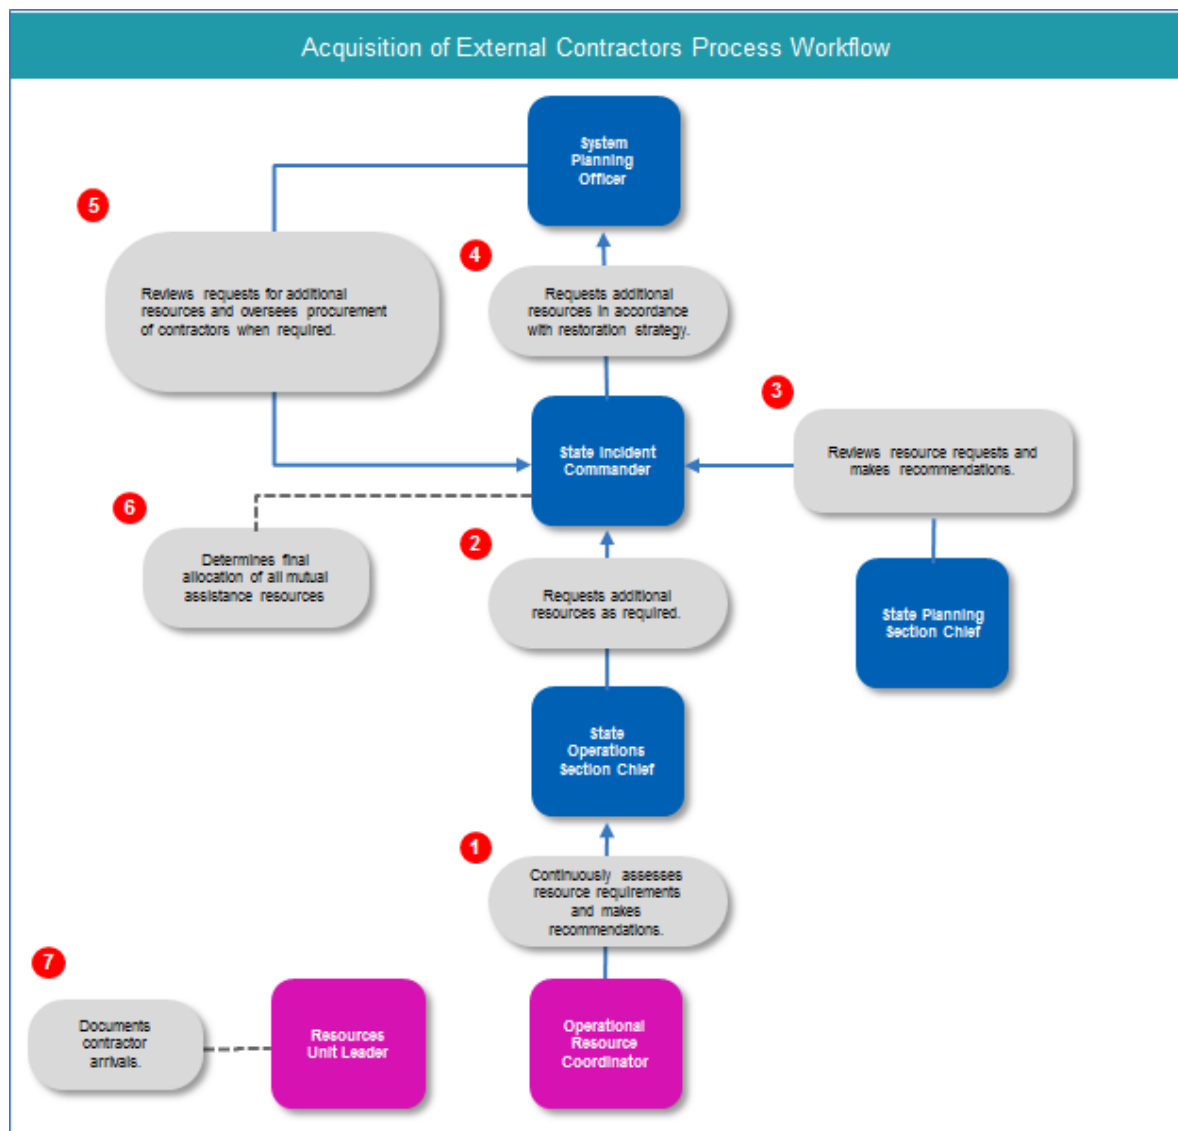 Acquisition of External Contractors Process Workflow
System
Planning
Officer
5
4
Reviews requests for additional
resources and oversees procurement
of contractors when required.
Requests additional
resources in accordance
with restoration strategy.
3
State Incident
Commander
Reviews resource requests and
makes recommendations.
6
2
Determines final
allocation of all mutual
assistance resources
Requests additional
resources as required.
State Planning
Section Chief
State
Operations
Section Chief
1
Continuously assesses
resource requirements
and makes
recommendations.
7
Documents
contractor
arrivals.
Resources
Unit Leader
Operational
Resource
Coordinator